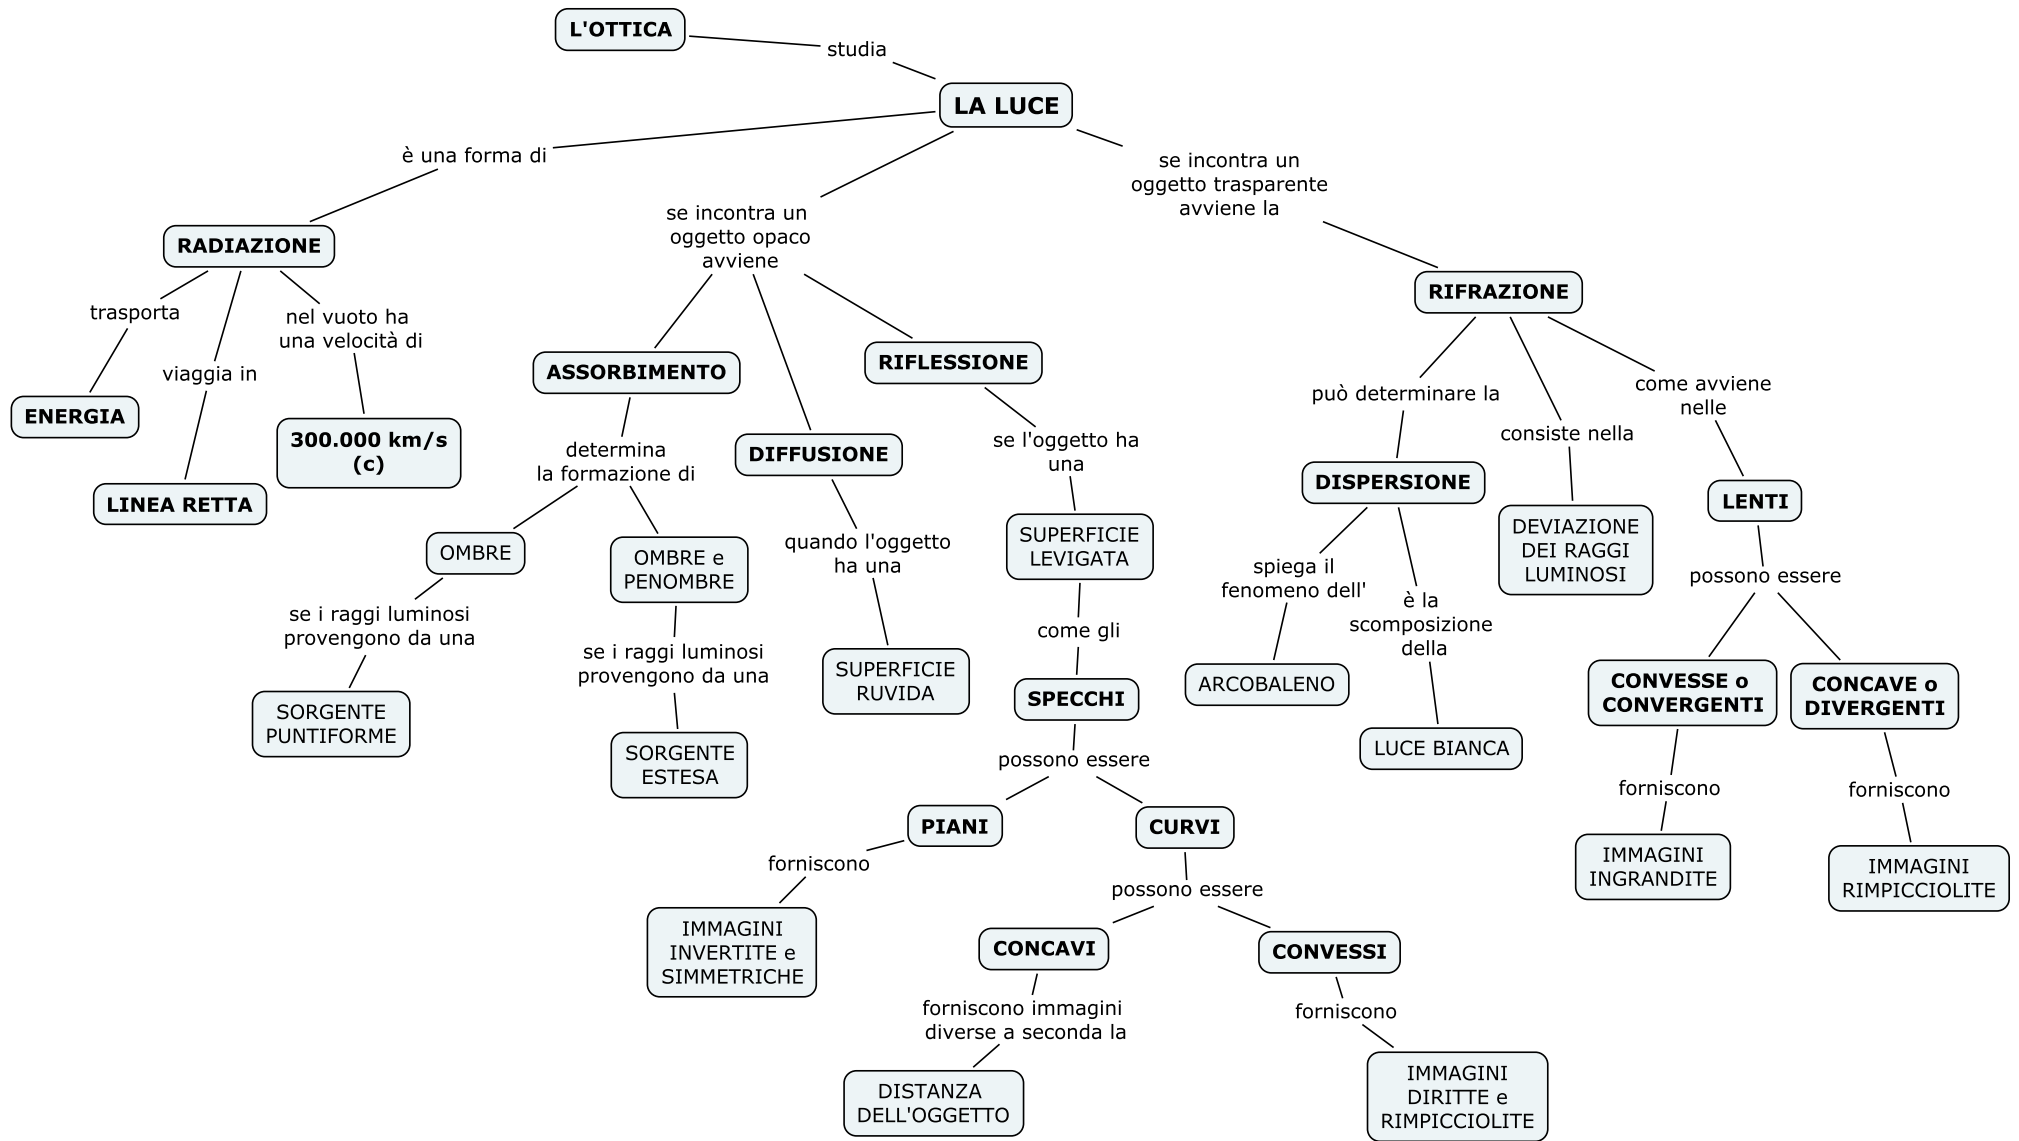 L'OTTICA
studia
LA LUCE
è una forma di
RADIAZIONE
trasporta
ENERGIA
viaggia in
LINEA RETTA
nel vuoto ha
una velocità di
300.000 km/s
(c)
se incontra un
oggetto opaco
avviene
ASSORBIMENTO
determina
la formazione di
OMBRE
se i raggi luminosi
provengono da una
SORGENTE
PUNTIFORME
OMBRE e
PENOMBRE
se i raggi luminosi
provengono da una
SORGENTE
ESTESA
DIFFUSIONE
quando l'oggetto
ha una
SUPERFICIE
RUVIDA
RIFLESSIONE
se l'oggetto ha
una
SUPERFICIE
LEVIGATA
come gli
SPECCHI
possono essere
PIANI
forniscono
IMMAGINI
INVERTITE e
SIMMETRICHE
CURVI
possono essere
CONCAVI
forniscono immagini
diverse a seconda la
DISTANZA
DELL'OGGETTO
CONVESSI
forniscono
IMMAGINI
DIRITTE e
RIMPICCIOLITE
se incontra un
oggetto trasparente
avviene la
RIFRAZIONE
può determinare la
DISPERSIONE
spiega il
fenomeno dell'
ARCOBALENO
è la
scomposizione
della
LUCE BIANCA
consiste nella
DEVIAZIONE
DEI RAGGI
LUMINOSI
come avviene
nelle
LENTI
possono essere
CONVESSE o
CONVERGENTI
forniscono
IMMAGINI
INGRANDITE
CONCAVE o
DIVERGENTI
forniscono
IMMAGINI
RIMPICCIOLITE